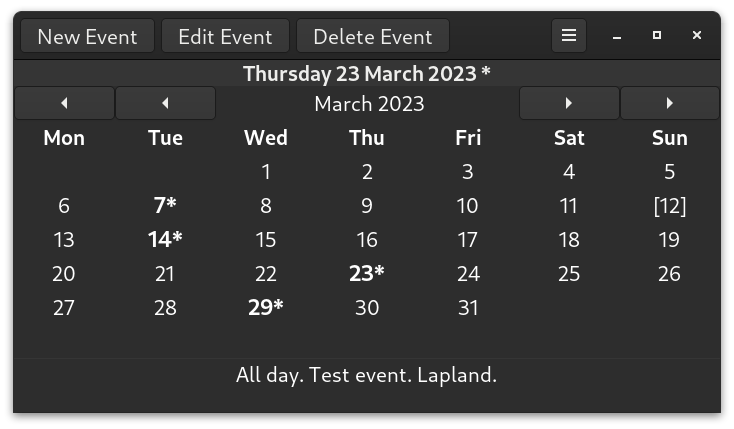 New Event Edit Event Delete Event
Thursday 23 March 2023 *
March 2023
Mon Tue Wed Thu Fri Sat Sun
1 2 3 4 5
6 7* 8 9 10 11 [12]
13 14* 15 16 17 18 19
20 21 22 23* 24 25 26
27 28 29* 30 31
All day. Test event. Lapland.